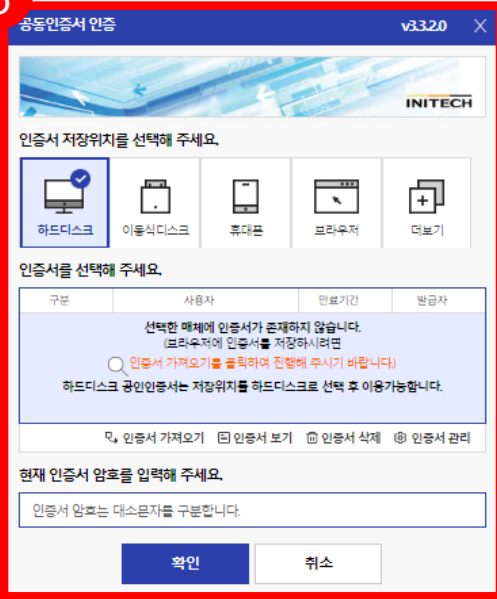 공동인증서 인증 v3.3.2.0
INITECH
인증서 저장위치를 선택해 주세요.
하드디스크 이동식디스크 휴대폰 브라우저 더보기
인증서를 선택해 주세요.
구분 사용자 만료기간 발급자
선택한 매체에 인증서가 존재하지 않습니다.
(브라우저에 인증서를 저장하시려면
인증서 가져오기를 클릭하여 진행해 주시기 바랍니다.)
하드디스크 공인인증서는 저장위치를 하드디스크로 선택 후 이용가능합니다.
인증서 가져오기 인증서 보기 인증서 삭제 인증서 관리
현재 인증서 암호를 입력해 주세요.
인증서 암호는 대소문자를 구분합니다.
확인 취소